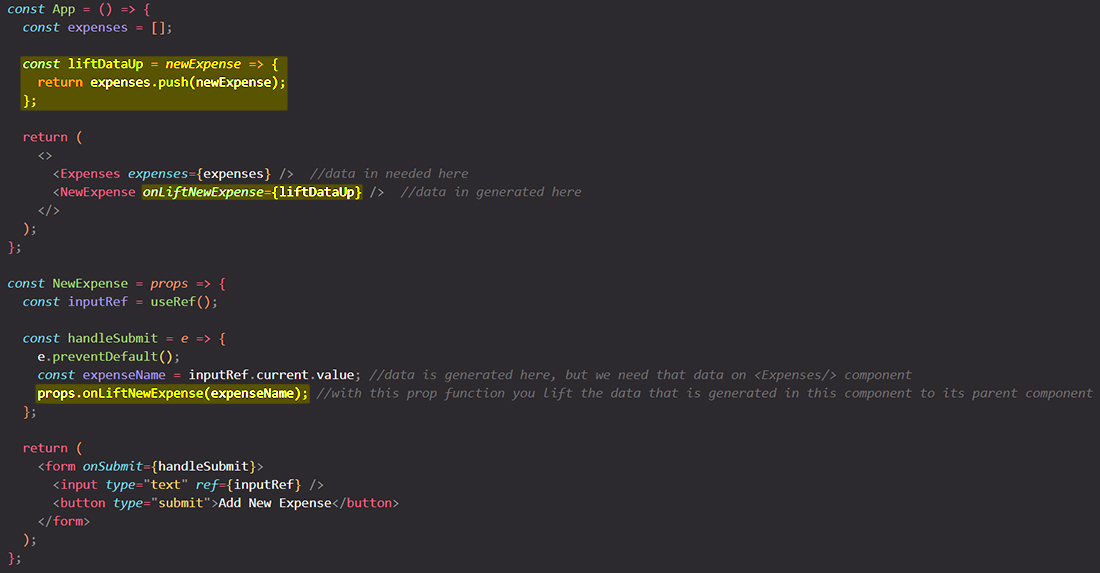 const App = () => {
  const expenses = [];

  const liftDataUp = newExpense => {
    return expenses.push(newExpense);
  };

  return (
    <>
      <Expenses expenses={expenses} />  //data in needed here
      <NewExpense onLiftNewExpense={liftDataUp} />  //data in generated here
    </>
  );
};

const NewExpense = props => {
  const inputRef = useRef();

  const handleSubmit = e => {
    e.preventDefault();
    const expenseName = inputRef.current.value; //data is generated here, but we need that data on <Expenses/> component
    props.onLiftNewExpense(expenseName); //with this prop function you lift the data that is generated in this component to its parent component
  };

  return (
    <form onSubmit={handleSubmit}>
      <input type="text" ref={inputRef} />
      <button type="submit">Add New Expense</button>
    </form>
  );
};